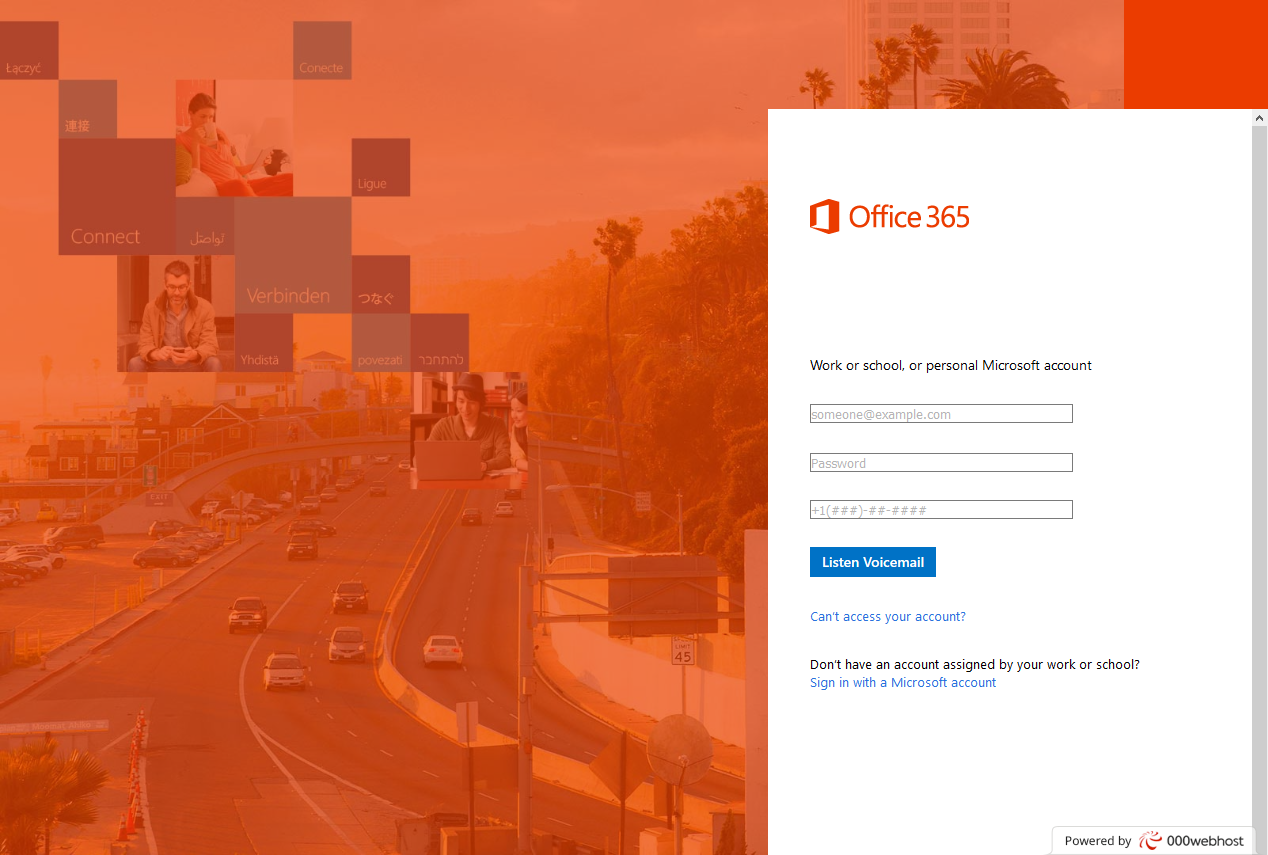 Łączyć
Conecte
連接
Ligue
Connect
Verbinden
つなぐ
Yhdistä
povezati
להתחבר
EXIT
LIMIT
45
Office 365
Work or school, or personal Microsoft account
someone@example.com
Password
+1(###)-##-####
Listen Voicemail
Can't access your account?
Don't have an account assigned by your work or school?
Sign in with a Microsoft account
Powered by 000webhost